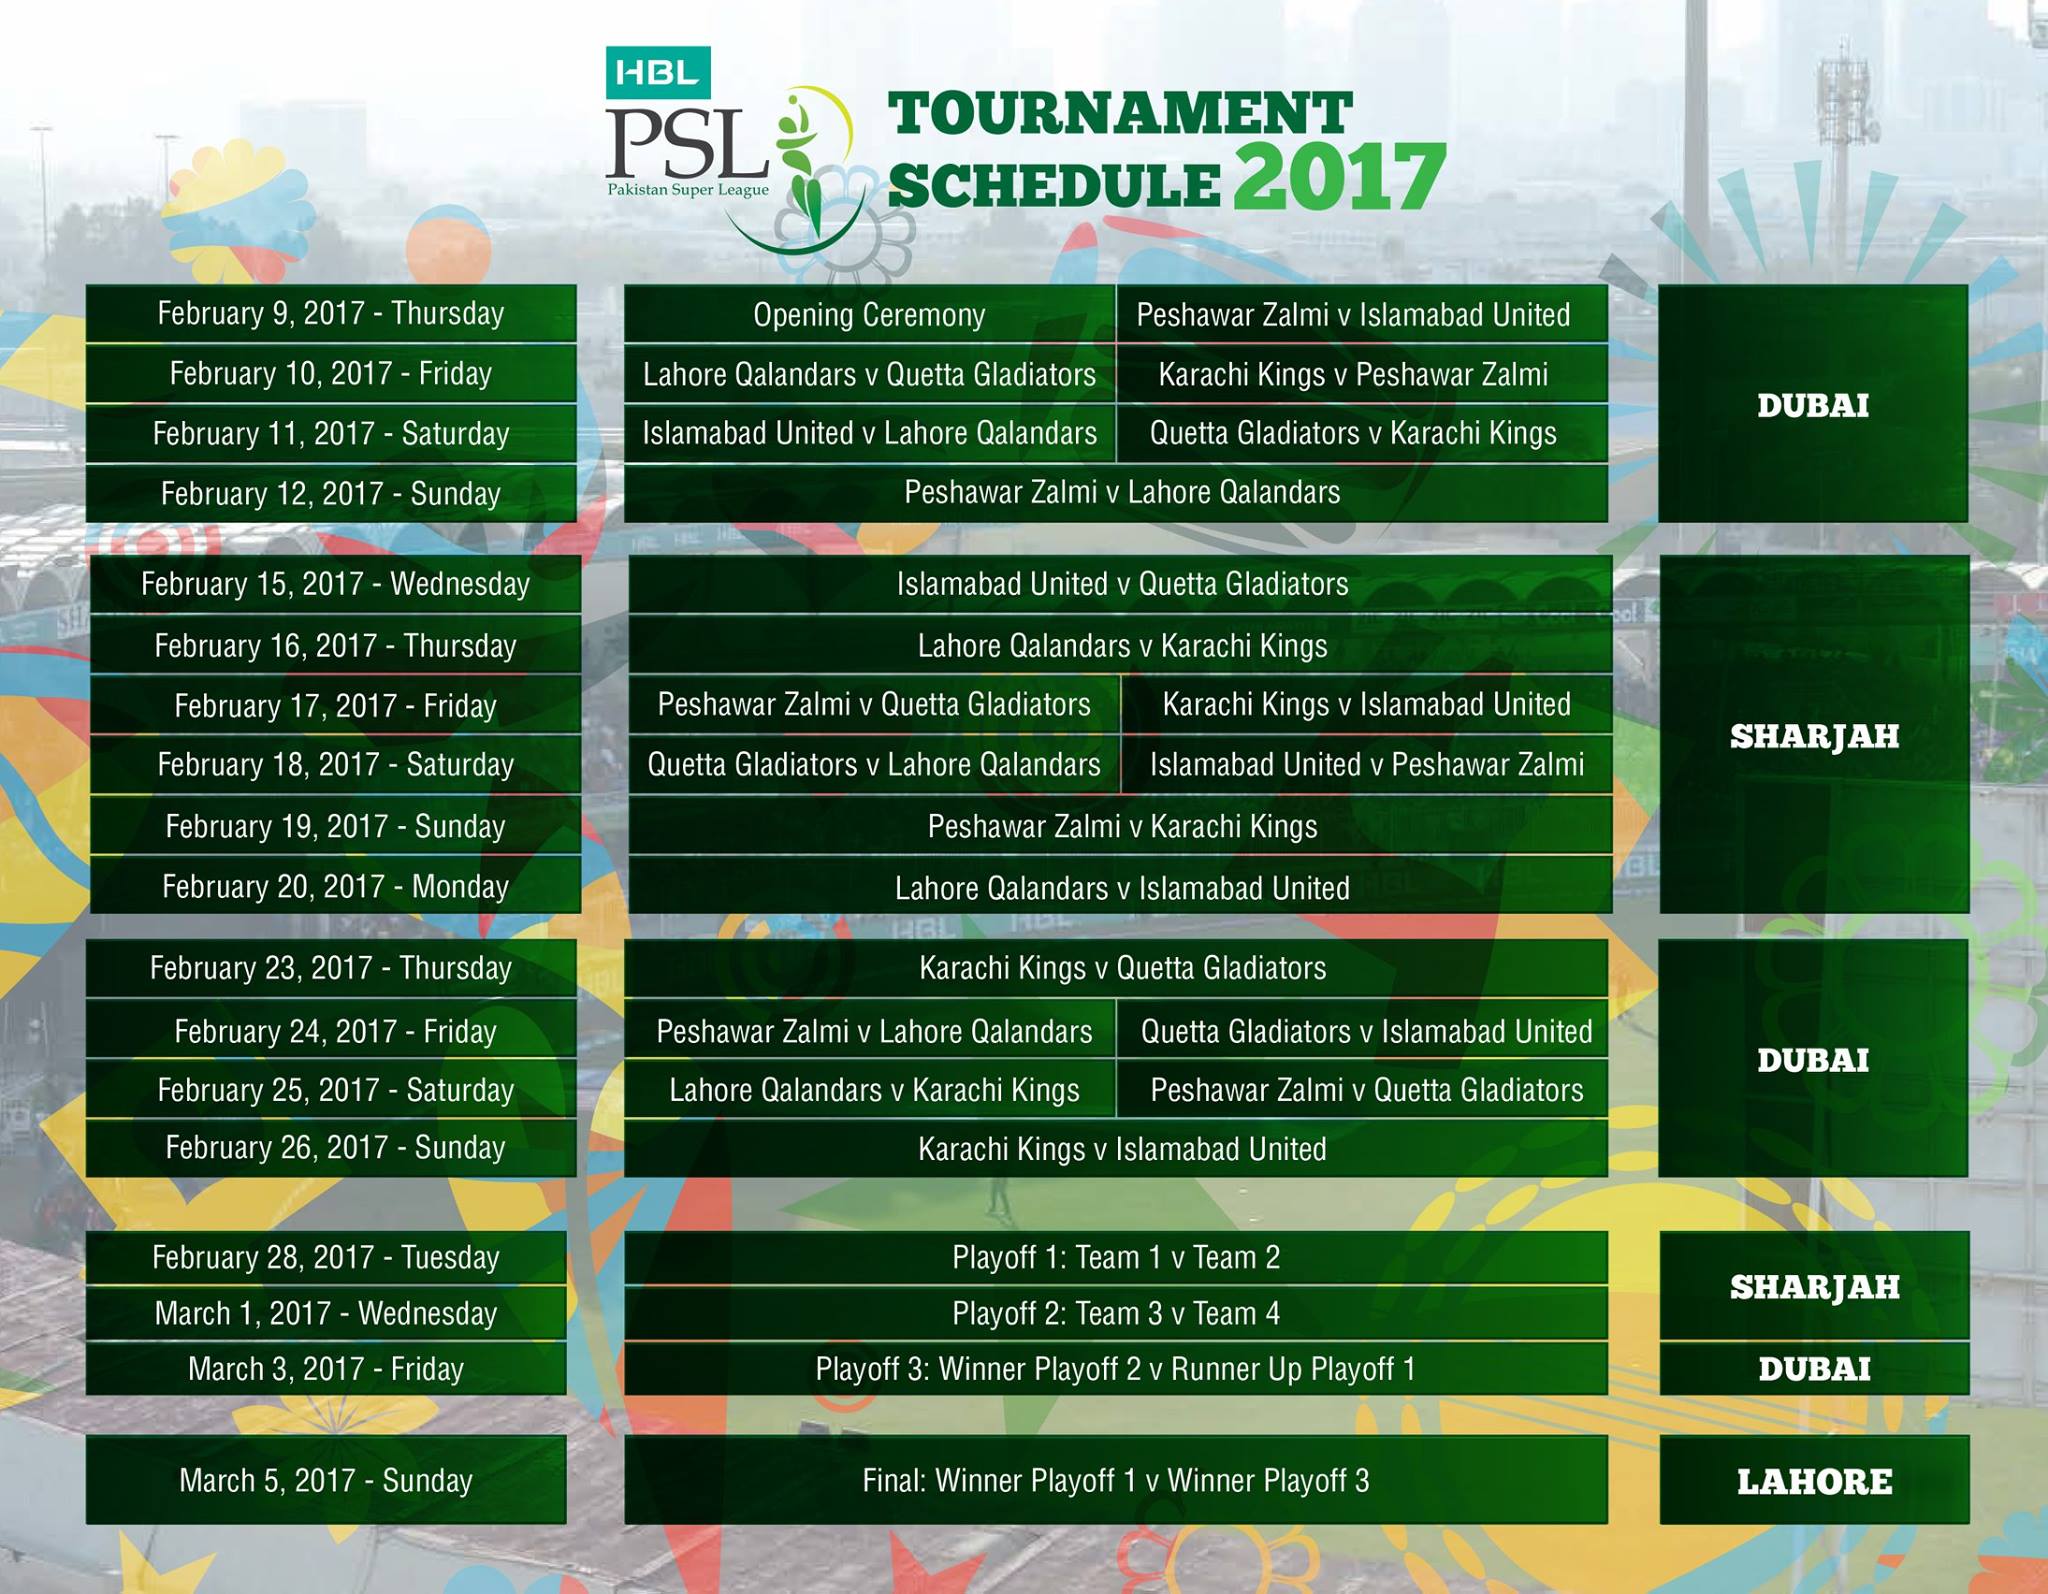 HBL
PSL
Pakistan Super League
TOURNAMENT
SCHEDULE 2017
February 9, 2017 - Thursday
Opening Ceremony
Peshawar Zalmi v Islamabad United
February 10, 2017 - Friday
Lahore Qalandars v Quetta Gladiators
Karachi Kings v Peshawar Zalmi
February 11, 2017 - Saturday
Islamabad United v Lahore Qalandars
Quetta Gladiators v Karachi Kings
February 12, 2017 - Sunday
Peshawar Zalmi v Lahore Qalandars
DUBAI
February 15, 2017 - Wednesday
Islamabad United v Quetta Gladiators
February 16, 2017 - Thursday
Lahore Qalandars v Karachi Kings
February 17, 2017 - Friday
Peshawar Zalmi v Quetta Gladiators
Karachi Kings v Islamabad United
February 18, 2017 - Saturday
Quetta Gladiators v Lahore Qalandars
Islamabad United v Peshawar Zalmi
February 19, 2017 - Sunday
Peshawar Zalmi v Karachi Kings
February 20, 2017 - Monday
Lahore Qalandars v Islamabad United
SHARJAH
February 23, 2017 - Thursday
Karachi Kings v Quetta Gladiators
February 24, 2017 - Friday
Peshawar Zalmi v Lahore Qalandars
Quetta Gladiators v Islamabad United
February 25, 2017 - Saturday
Lahore Qalandars v Karachi Kings
Peshawar Zalmi v Quetta Gladiators
February 26, 2017 - Sunday
Karachi Kings v Islamabad United
DUBAI
February 28, 2017 - Tuesday
Playoff 1: Team 1 v Team 2
March 1, 2017 - Wednesday
Playoff 2: Team 3 v Team 4
SHARJAH
March 3, 2017 - Friday
Playoff 3: Winner Playoff 2 v Runner Up Playoff 1
DUBAI
March 5, 2017 - Sunday
Final: Winner Playoff 1 v Winner Playoff 3
LAHORE